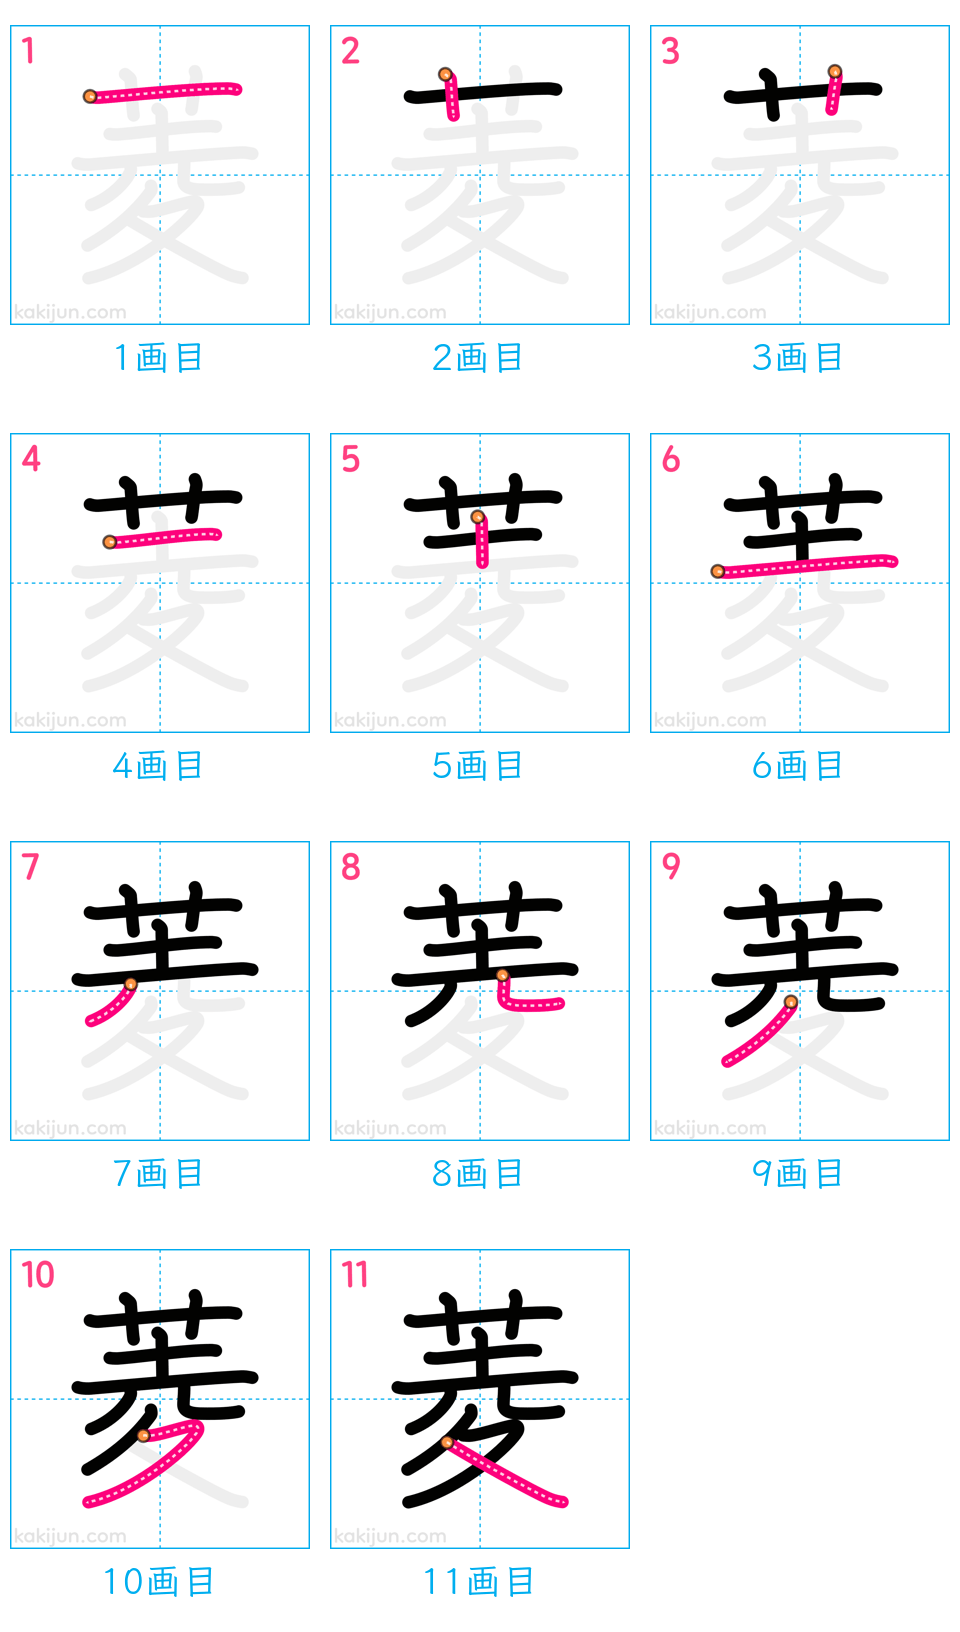 1 2 3
kakijun.com kakijun.com kakijun.com
1画目 2画目 3画目
4 5 6
kakijun.com kakijun.com kakijun.com
4画目 5画目 6画目
7 8 9
kakijun.com kakijun.com kakijun.com
7画目 8画目 9画目
10 11
菱 菱
kakijun.com kakijun.com
10画目 11画目